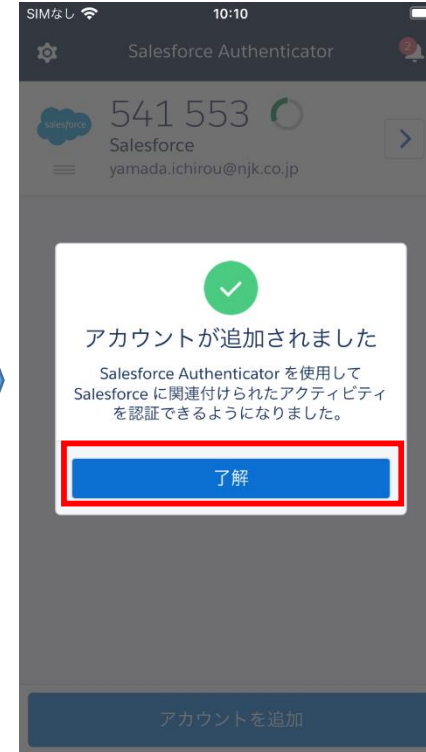 SIMなし
10:10
Salesforce Authenticator
2
salesforce
541 553
Salesforce
yamada.ichirou@njk.co.jp
アカウントが追加されました
Salesforce Authenticator を使用して
Salesforce に関連付けられたアクティビティ
を認証できるようになりました。
了解
アカウントを追加